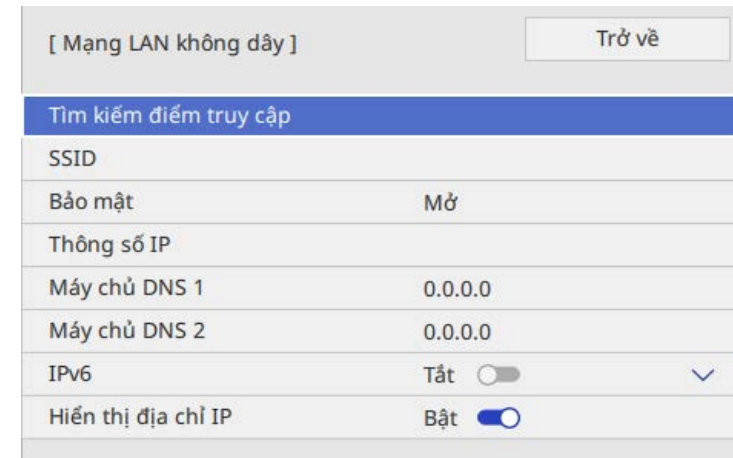 [ Mạng LAN không dây ] Trở về
Tìm kiếm điểm truy cập
SSID
Bảo mật Mở
Thông số IP
Máy chủ DNS 1 0.0.0.0
Máy chủ DNS 2 0.0.0.0
IPv6 Tắt
Hiển thị địa chỉ IP Bật